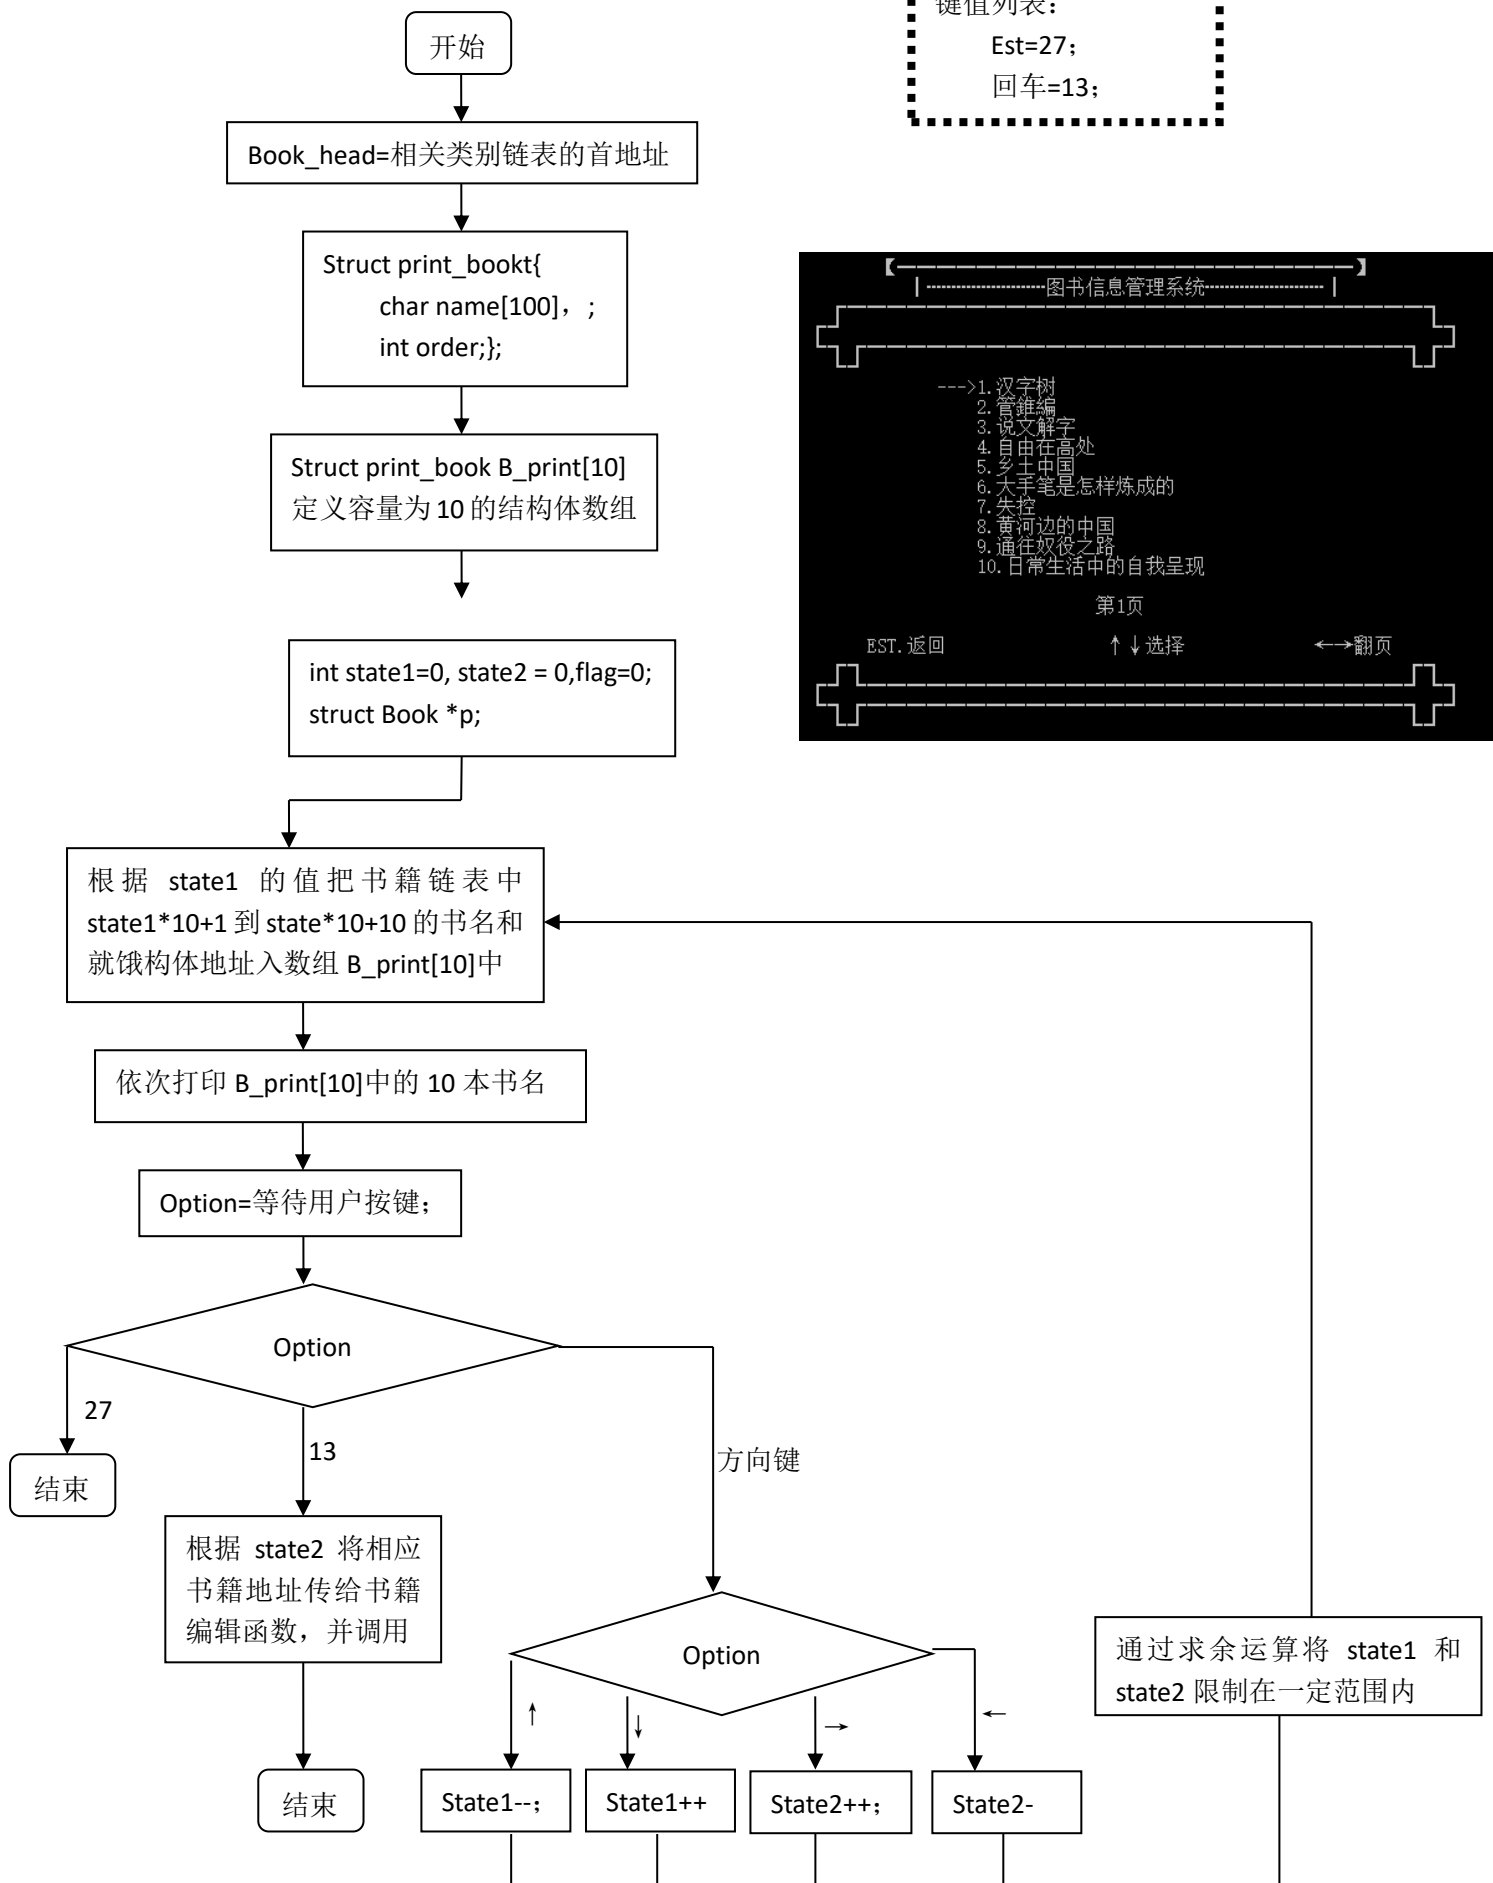 键值列表：
Est=27；
回车=13；
开始
Book_head=相关类别链表的首地址
Struct print_bookt{
char name[100]，;
int order;};
Struct print_book B_print[10]
定义容量为 10 的结构体数组
int state1=0, state2 = 0,flag=0;
struct Book *p;
【————————————————————————】
|------------------------图书信息管理系统------------------------|
--->1.汉字树
2.管錐編
3.说文解字
4.自由在高处
5.乡土中国
6.大手笔是怎样炼成的
7.失控
8.黄河边的中国
9.通往奴役之路
10.日常生活中的自我呈现
第1页
EST.返回 ↑↓选择 ←→翻页
根据 state1 的值把书籍链表中
state1*10+1 到 state*10+10 的书名和
就饿构体地址入数组 B_print[10]中
依次打印 B_print[10]中的 10 本书名
Option=等待用户按键；
Option
27
13
方向键
结束
根据 state2 将相应
书籍地址传给书籍
编辑函数，并调用
Option
通过求余运算将 state1 和
state2 限制在一定范围内
↑ ↓ → ←
结束
State1--；
State1++
State2++；
State2-